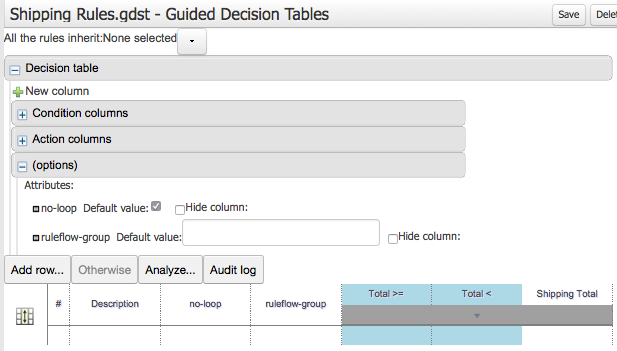 Shipping Rules.gdst - Guided Decision Tables Save Delet
All the rules inherit:None selected
Decision table
New column
Condition columns
Action columns
(options)
Attributes:
no-loop Default value: Hide column:
ruleflow-group Default value: Hide column:
Add row... Otherwise Analyze... Audit log
# Description no-loop ruleflow-group Total >= Total < Shipping Total